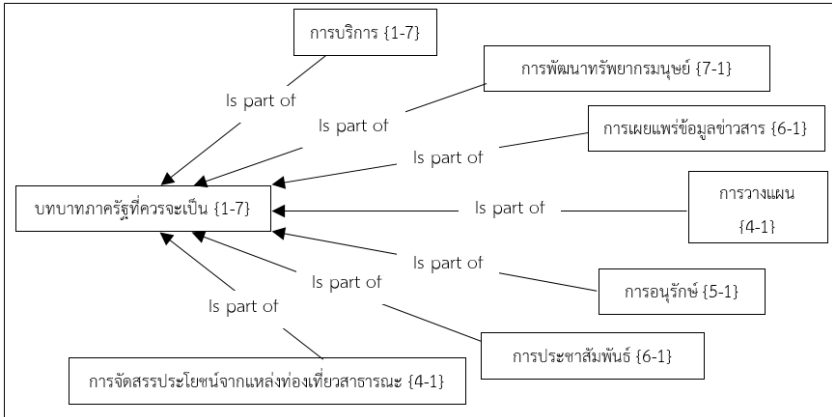 การบริการ {1-7}
การพัฒนาทรัพยากรมนุษย์ {7-1}
Is part of
Is part of
การเผยแพร่ข้อมูลข่าวสาร {6-1}
Is part of
บทบาทภาครัฐที่ควรจะเป็น {1-7}
Is part of
การวางแผน
{4-1}
Is part of
Is part of
Is part of
การอนุรักษ์ {5-1}
การประชาสัมพันธ์ {6-1}
การจัดสรรประโยชน์จากแหล่งท่องเที่ยวสาธารณะ {4-1}